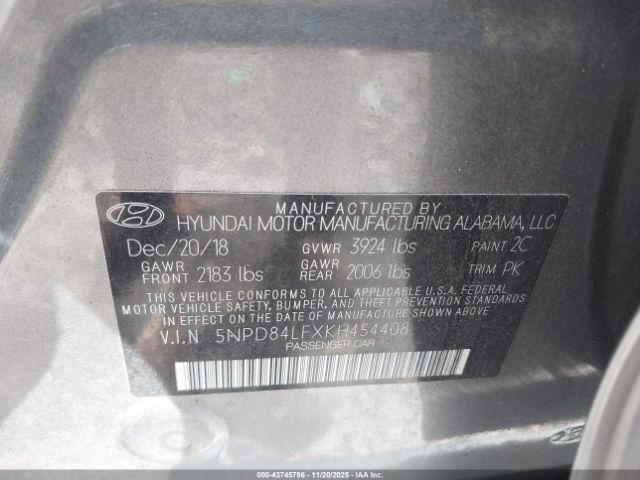 MANUFACTURED BY
HYUNDAI MOTOR MANUFACTURING ALABAMA, LLC
Dec/20/18 GVWR 3924 lbs PAINT 2C
GAWR FRONT 2183 lbs GAWR REAR 2006 lbs TRIM PK
THIS VEHICLE CONFORMS TO ALL APPLICABLE U.S.A. FEDERAL
MOTOR VEHICLE SAFETY, BUMPER, AND THEFT PREVENTION STANDARDS
IN EFFECT ON THE DATE OF MANUFACTURE SHOWN ABOVE.
V.I.N 5NPD84LFXKH454408
PASSENGER CAR
000-43745786 - 11/20/2025 - IAAI.COM